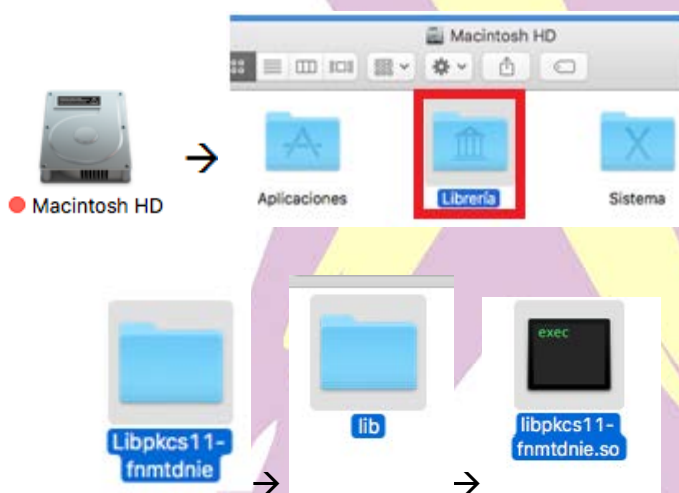 Macintosh HD
→
Macintosh HD
Aplicaciones
Librería
Sistema
Libpkcs11-
fnmtdnie
→
lib
→
exec
libpkcs11-
fnmtdnie.so